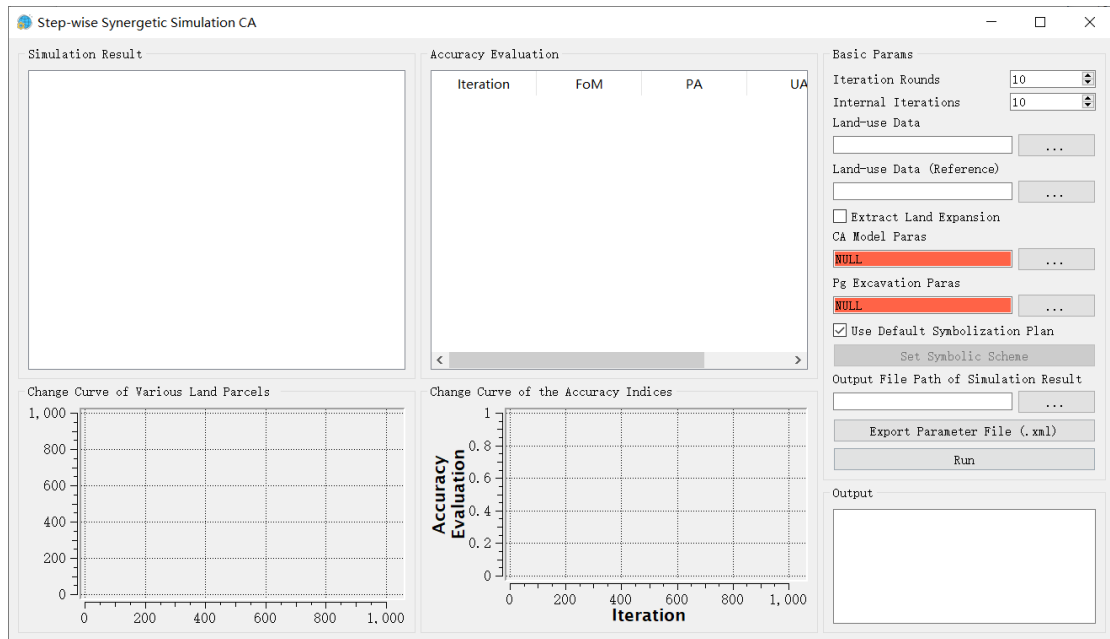 Step-wise Synergetic Simulation CA
Simulation Result
Accuracy Evaluation
Iteration FoM PA UA
Basic Params
Iteration Rounds 10
Internal Iterations 10
Land-use Data
...
Land-use Data (Reference)
...
Extract Land Expansion
CA Model Paras
NULL ...
Pg Excavation Paras
NULL ...
Use Default Symbolization Plan
Set Symbolic Scheme
Output File Path of Simulation Result
...
Export Parameter File (.xml)
Run
Change Curve of Various Land Parcels
1,000
800
600
400
200
0
0 200 400 600 800 1,000
Change Curve of the Accuracy Indices
Accuracy
Evaluation
1
0.8
0.6
0.4
0.2
0
0 200 400 600 800 1,000
Iteration
Output